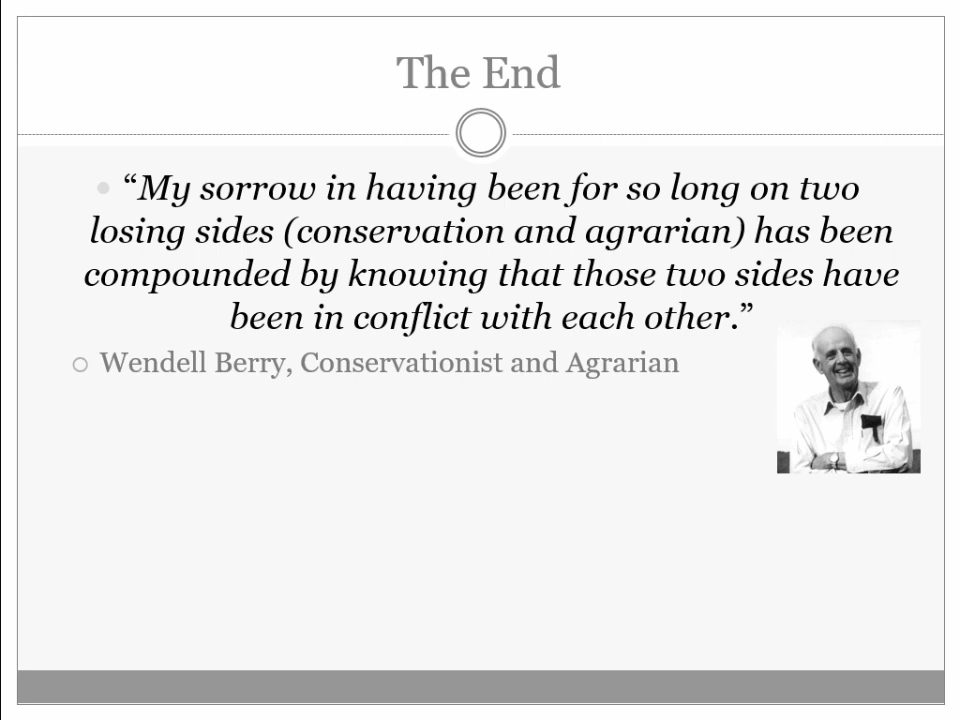 The End
“My sorrow in having been for so long on two
losing sides (conservation and agrarian) has been
compounded by knowing that those two sides have
been in conflict with each other.”
Wendell Berry, Conservationist and Agrarian